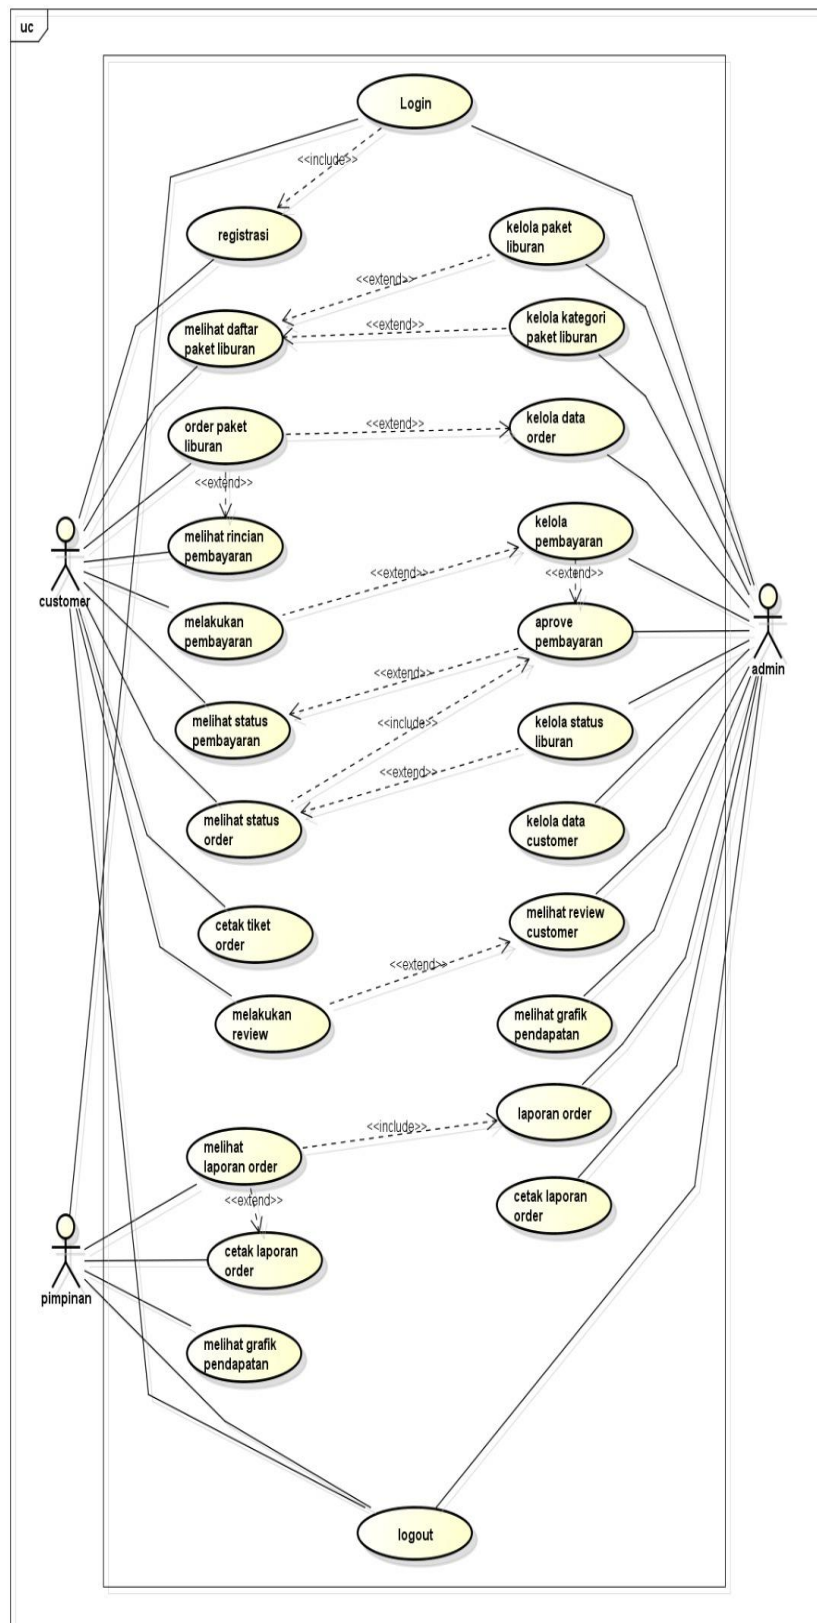 uc
Login
<<include>>
registrasi
kelola paket
liburan
<<extend>>
melihat daftar
paket liburan
<<extend>>
kelola kategori
paket liburan
order paket
liburan
<<extend>>
kelola data
order
<<extend>>
melihat rincian
pembayaran
kelola
pembayaran
<<extend>>
<<extend>>
customer
melakukan
pembayaran
aprove
pembayaran
admin
<<extend>>
melihat status
pembayaran
<<include>>
kelola status
liburan
<<extend>>
melihat status
order
kelola data
customer
cetak tiket
order
melihat review
customer
<<extend>>
melakukan
review
melihat grafik
pendapatan
<<include>>
laporan order
melihat
laporan order
<<extend>>
cetak laporan
order
cetak laporan
order
pimpinan
melihat grafik
pendapatan
logout